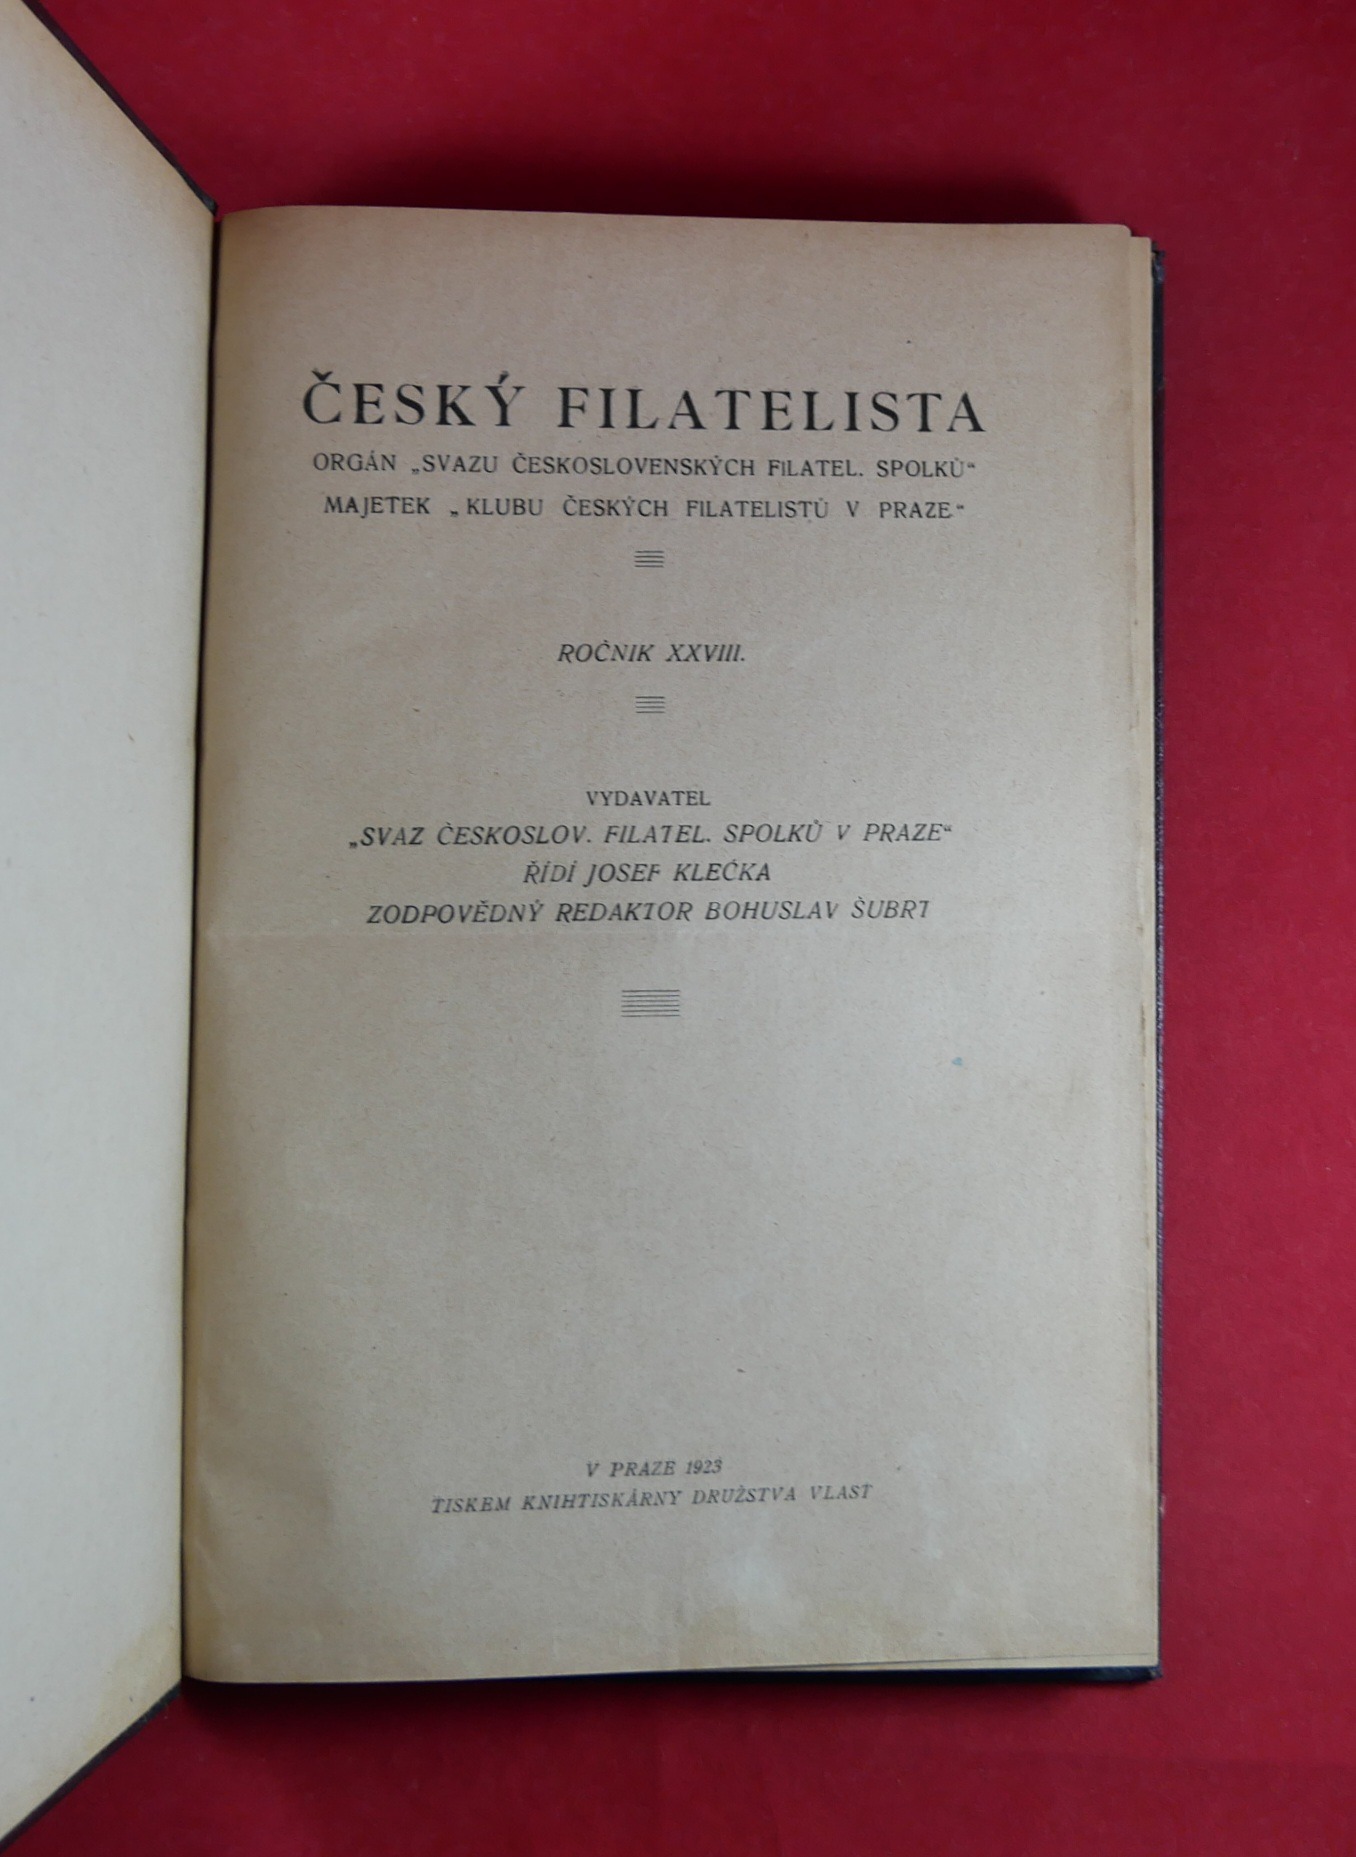 ČESKÝ FILATELISTA
ORGÁN „SVAZU ČESKOSLOVENSKÝCH FILATEL. SPOLKŮ“
MAJETEK „KLUBU ČESKÝCH FILATELISTŮ V PRAZE“
ROČNIK XXVIII.
VYDAVATEL
„SVAZ ČESKOSLOV. FILATEL. SPOLKŮ V PRAZE“
ŘÍDÍ JOSEF KLEČKA
ZODPOVĚDNÝ REDAKTOR BOHUSLAV ŠUBRT
V PRAZE 1923
TISKEM KNIHTISKÁRNY DRUŽSTVA VLAST